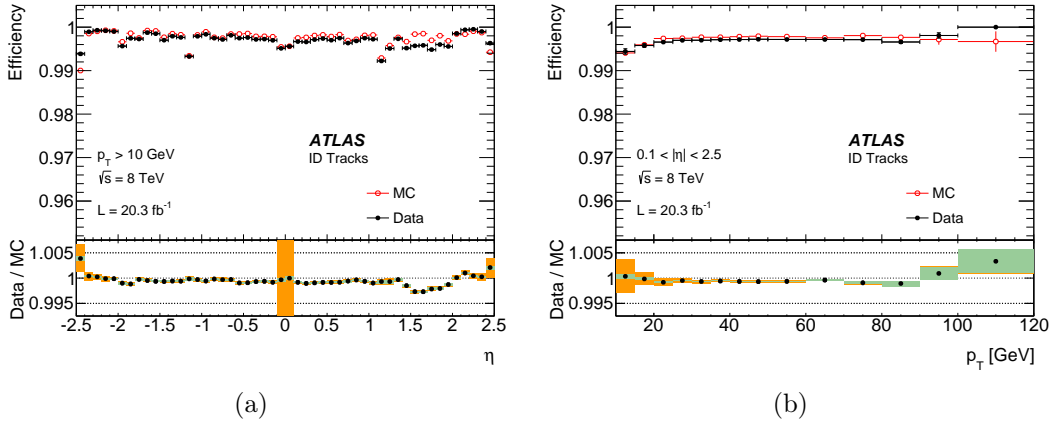 Efficiency
1
0.99
0.98
0.97
0.96
ATLAS
ID Tracks
p_T > 10 GeV
√s = 8 TeV
L = 20.3 fb⁻¹
MC
Data
Data / MC
1.005
1
0.995
-2.5 -2 -1.5 -1 -0.5 0 0.5 1 1.5 2 2.5
η
(a)
Efficiency
1
0.99
0.98
0.97
0.96
ATLAS
ID Tracks
0.1 < |η| < 2.5
√s = 8 TeV
L = 20.3 fb⁻¹
MC
Data
Data / MC
1.005
1
0.995
20 40 60 80 100 120
p_T [GeV]
(b)